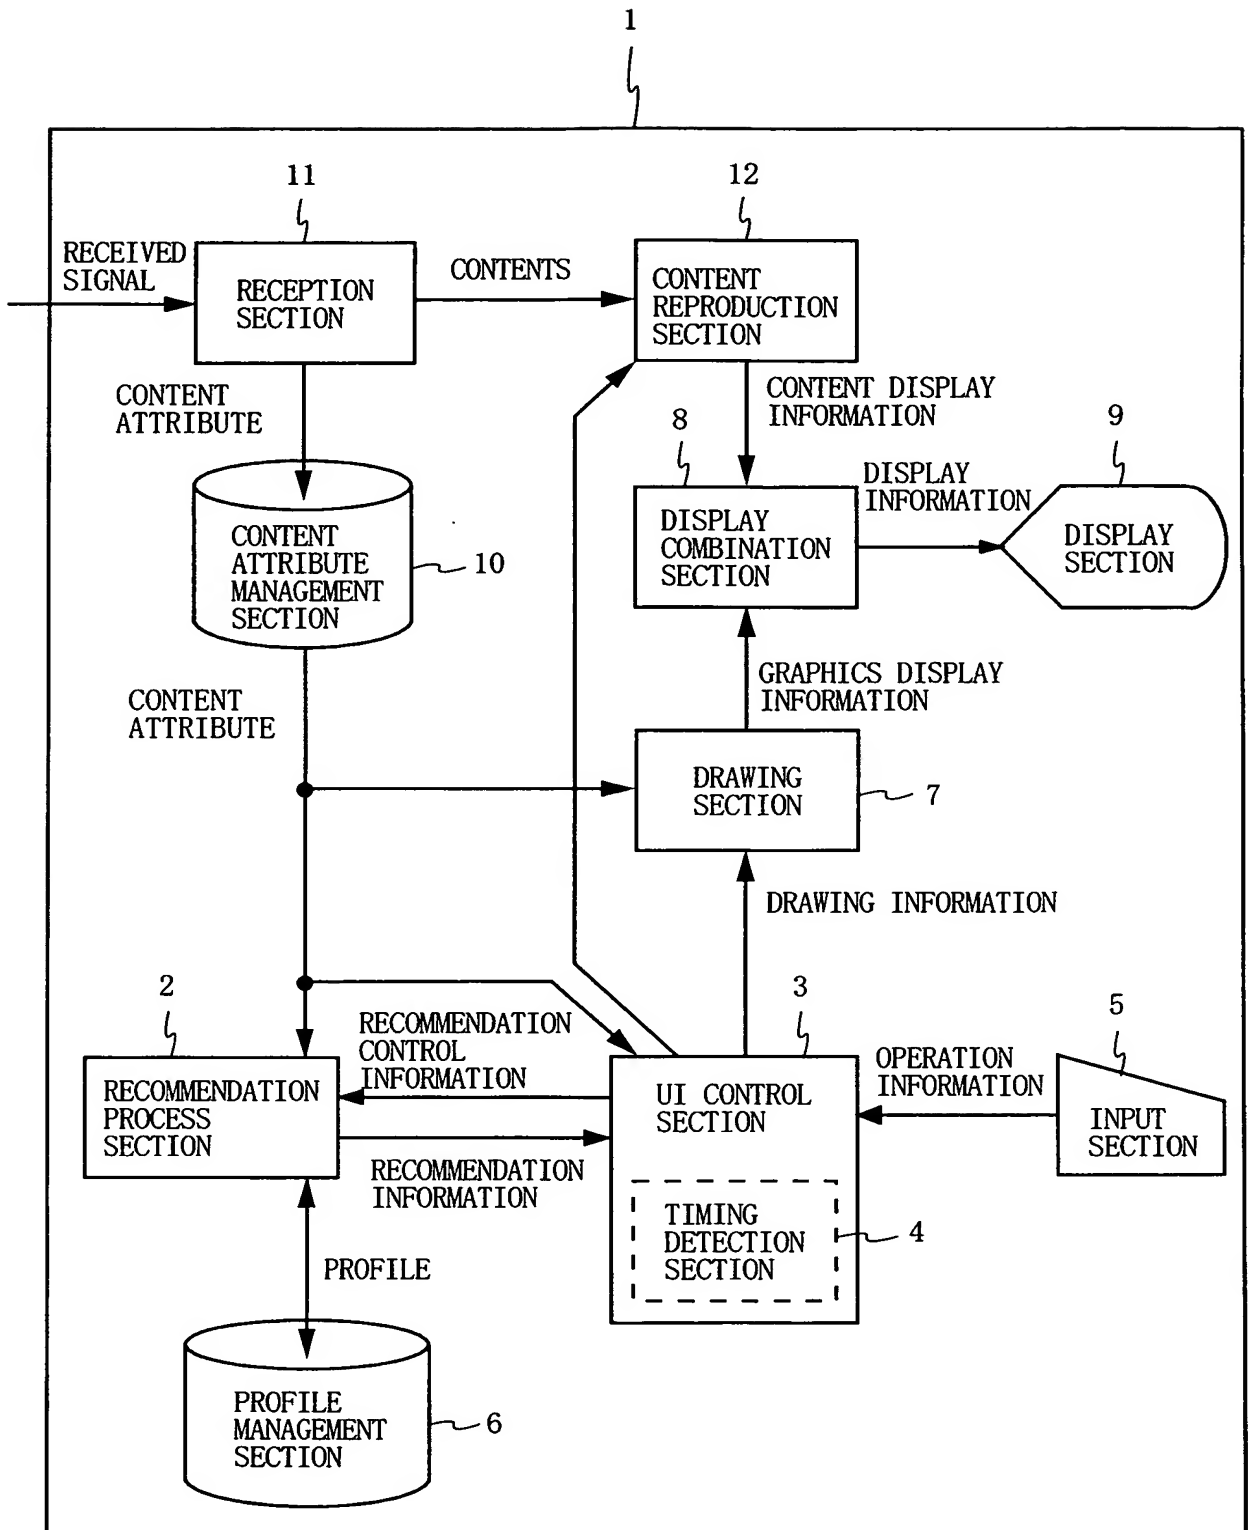 1
11
12
RECEIVED
SIGNAL
RECEPTION
SECTION
CONTENTS
CONTENT
REPRODUCTION
SECTION
CONTENT
ATTRIBUTE
CONTENT DISPLAY
INFORMATION
8
9
DISPLAY
INFORMATION
CONTENT
ATTRIBUTE
MANAGEMENT
SECTION
10
DISPLAY
COMBINATION
SECTION
DISPLAY
SECTION
CONTENT
ATTRIBUTE
GRAPHICS DISPLAY
INFORMATION
DRAWING
SECTION
7
DRAWING INFORMATION
2
RECOMMENDATION
CONTROL
INFORMATION
3
5
OPERATION
INFORMATION
RECOMMENDATION
PROCESS
SECTION
UI CONTROL
SECTION
INPUT
SECTION
RECOMMENDATION
INFORMATION
TIMING
DETECTION
SECTION
4
PROFILE
PROFILE
MANAGEMENT
SECTION
6